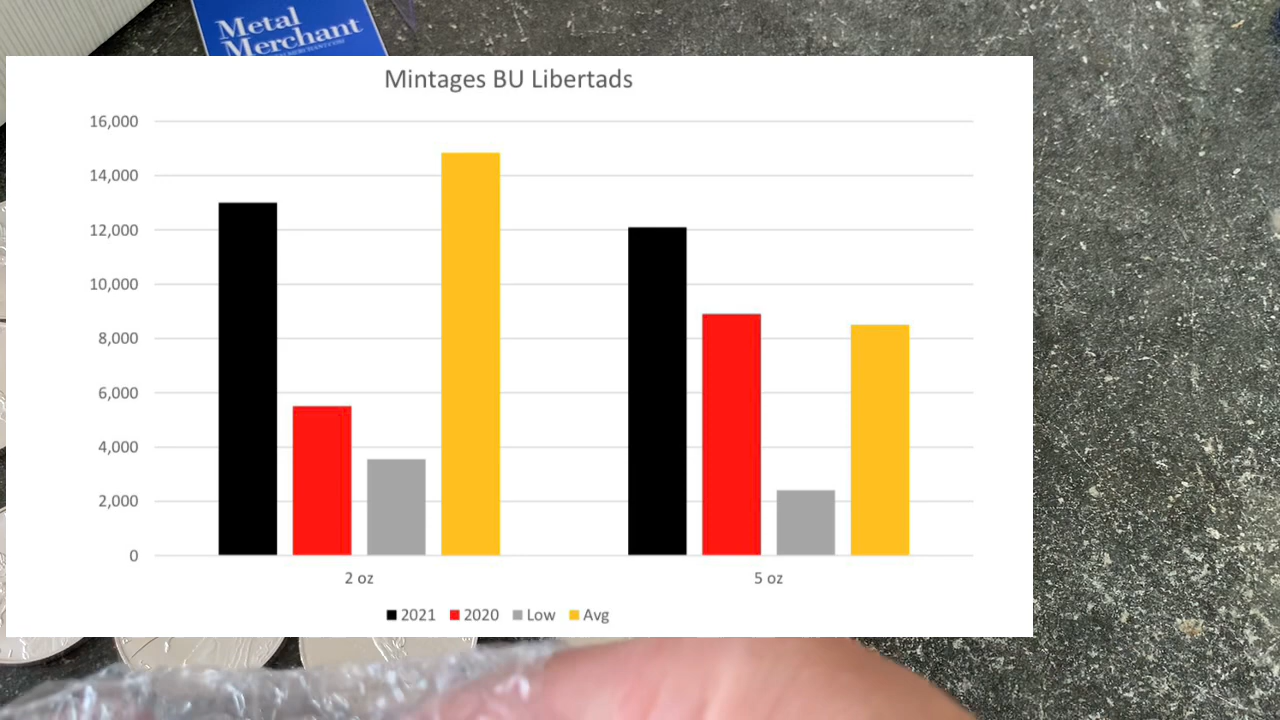 Metal
Merchant
Mintages BU Libertads
16,000
14,000
12,000
10,000
8,000
6,000
4,000
2,000
0
2 oz
5 oz
2021 2020 Low Avg